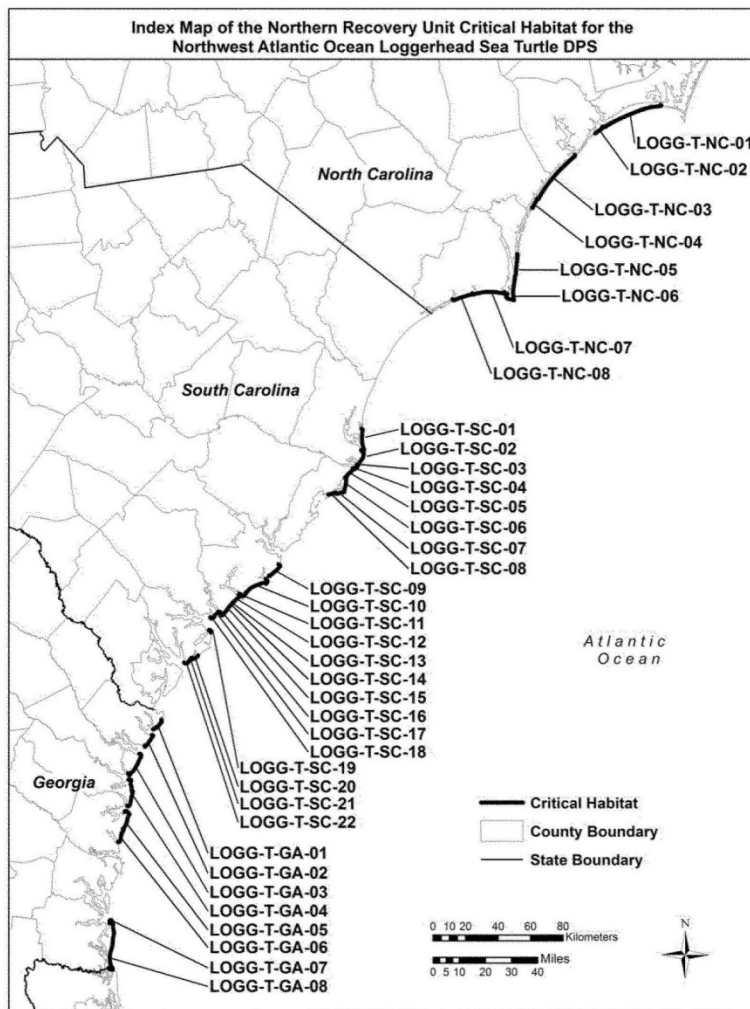 Index Map of the Northern Recovery Unit Critical Habitat for the
Northwest Atlantic Ocean Loggerhead Sea Turtle DPS
LOGG-T-NC-01
LOGG-T-NC-02
North Carolina
LOGG-T-NC-03
LOGG-T-NC-04
LOGG-T-NC-05
LOGG-T-NC-06
LOGG-T-NC-07
LOGG-T-NC-08
South Carolina
LOGG-T-SC-01
LOGG-T-SC-02
LOGG-T-SC-03
LOGG-T-SC-04
LOGG-T-SC-05
LOGG-T-SC-06
LOGG-T-SC-07
LOGG-T-SC-08
LOGG-T-SC-09
LOGG-T-SC-10
LOGG-T-SC-11
LOGG-T-SC-12
LOGG-T-SC-13
LOGG-T-SC-14
LOGG-T-SC-15
LOGG-T-SC-16
LOGG-T-SC-17
LOGG-T-SC-18
Atlantic
Ocean
LOGG-T-SC-19
LOGG-T-SC-20
LOGG-T-SC-21
LOGG-T-SC-22
Georgia
LOGG-T-GA-01
LOGG-T-GA-02
LOGG-T-GA-03
LOGG-T-GA-04
LOGG-T-GA-05
LOGG-T-GA-06
LOGG-T-GA-07
LOGG-T-GA-08
Critical Habitat
County Boundary
State Boundary
0 10 20 40 60 80
Kilometers
Miles
0 5 10 20 30 40
N